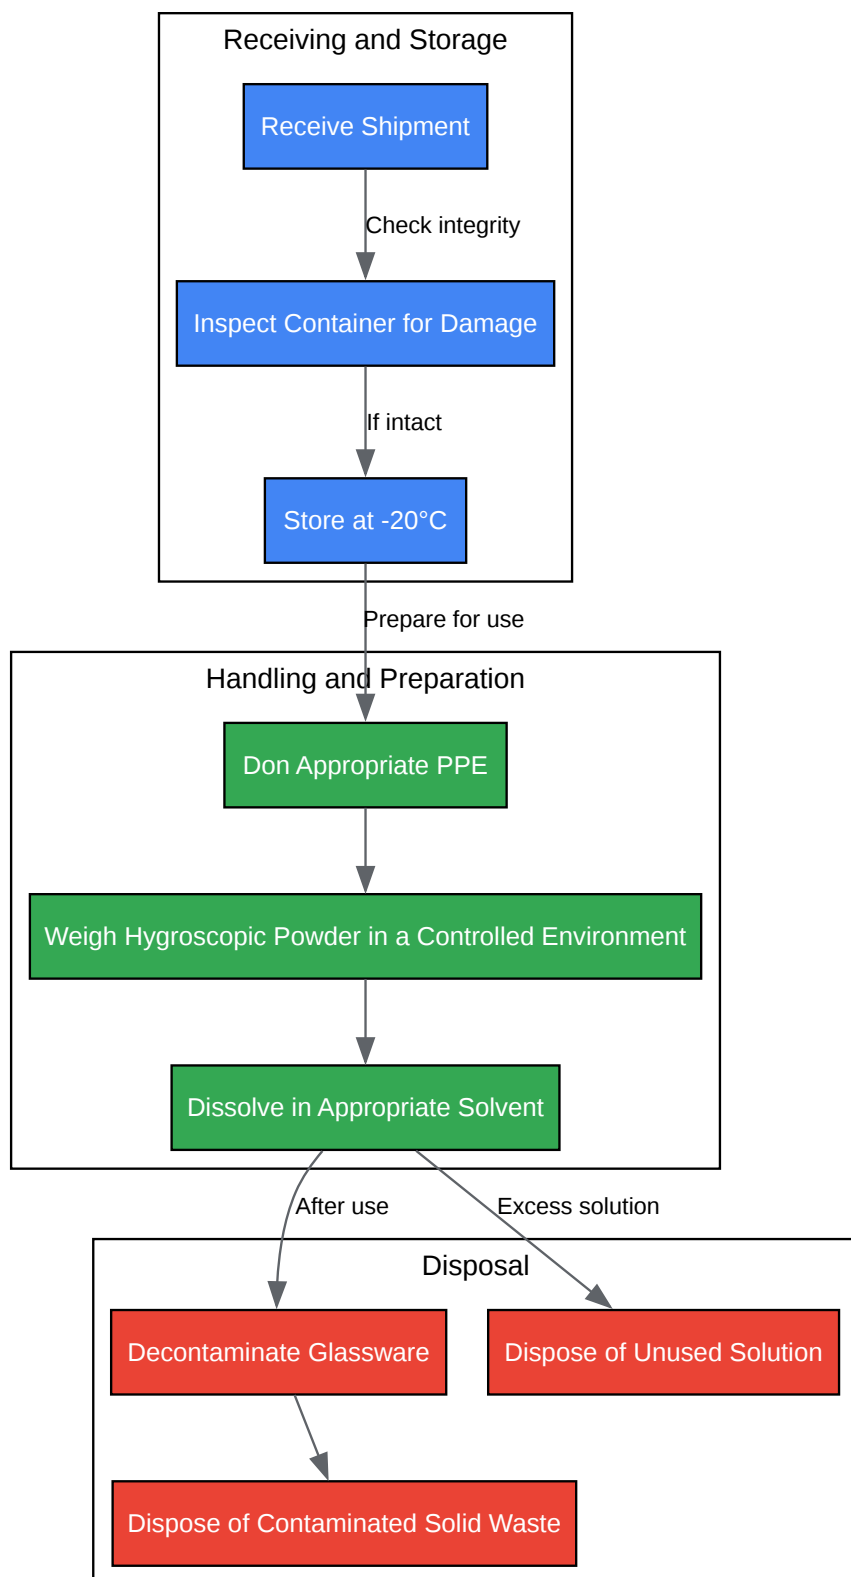 Receiving and Storage
Receive Shipment
Check integrity
Inspect Container for Damage
If intact
Store at -20°C
Prepare for use
Handling and Preparation
Don Appropriate PPE
Weigh Hygroscopic Powder in a Controlled Environment
Dissolve in Appropriate Solvent
After use
Excess solution
Disposal
Decontaminate Glassware
Dispose of Unused Solution
Dispose of Contaminated Solid Waste